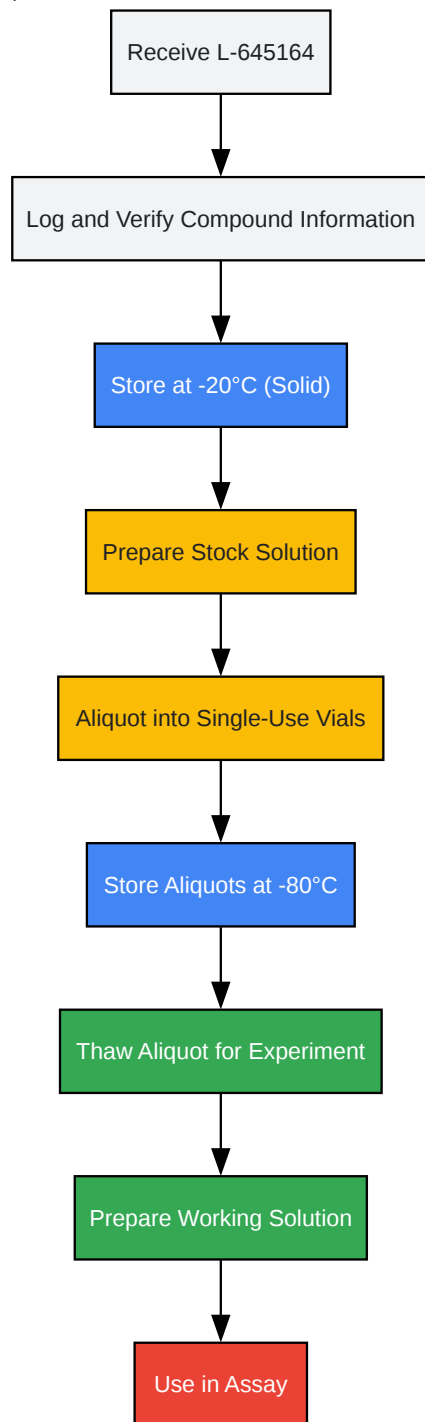 Receive L-645164
Log and Verify Compound Information
Store at -20°C (Solid)
Prepare Stock Solution
Aliquot into Single-Use Vials
Store Aliquots at -80°C
Thaw Aliquot for Experiment
Prepare Working Solution
Use in Assay